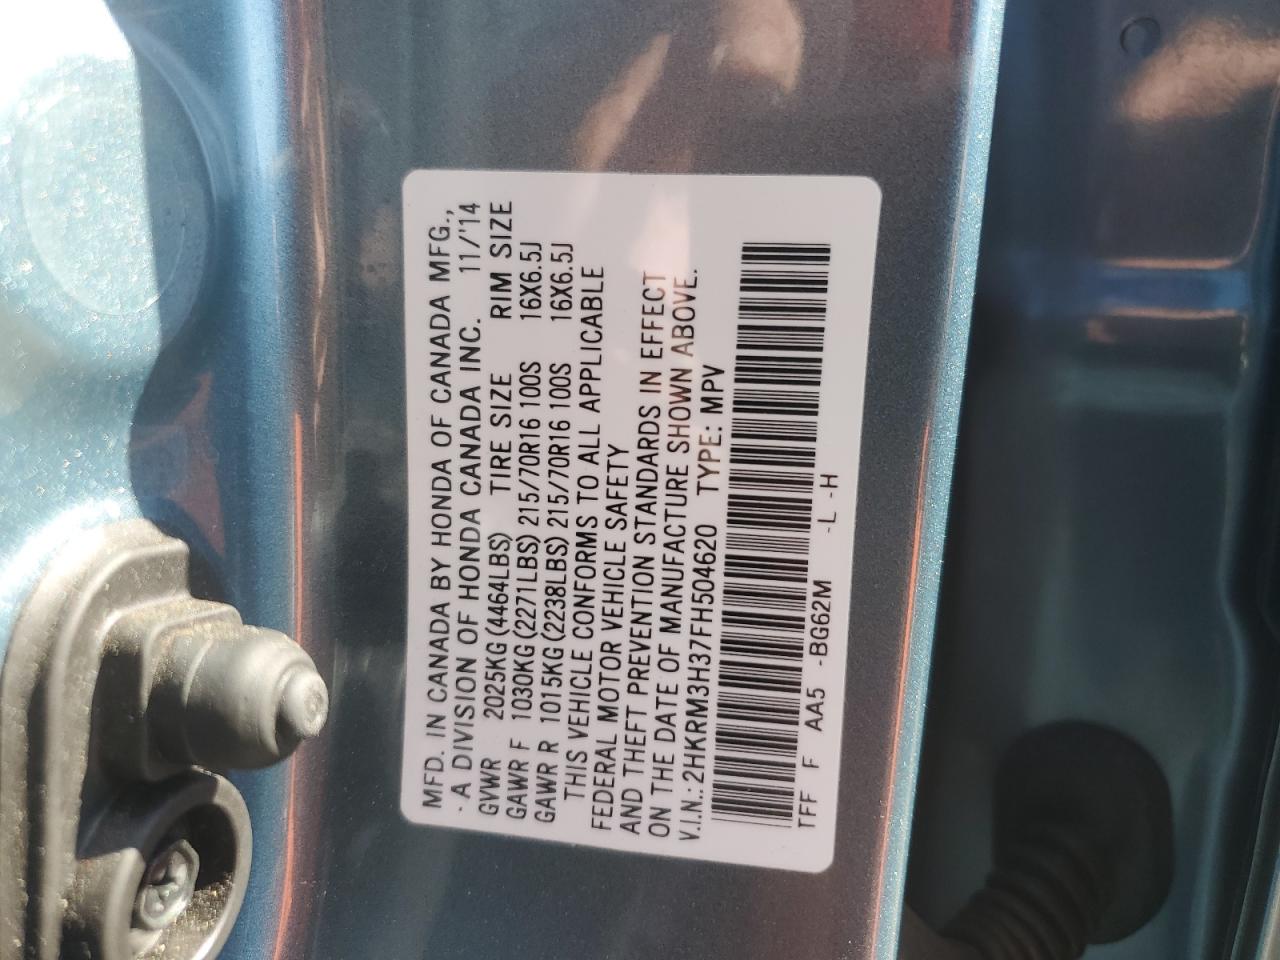 MFD. IN CANADA BY HONDA OF CANADA MFG.,
- A DIVISION OF HONDA CANADA INC. 11/'14
GVWR 2025KG(4464LBS) TIRE SIZE RIM SIZE
GAWR F 1030KG(2271LBS) 215/70R16 100S 16X6.5J
GAWR R 1015KG(2238LBS) 215/70R16 100S 16X6.5J
THIS VEHICLE CONFORMS TO ALL APPLICABLE
FEDERAL MOTOR VEHICLE SAFETY
AND THEFT PREVENTION STANDARDS IN EFFECT
ON THE DATE OF MANUFACTURE SHOWN ABOVE.
V.I.N.: 2HKRM3H37FH504620 TYPE: MPV
TFF F AA5 -BG62M -L -H